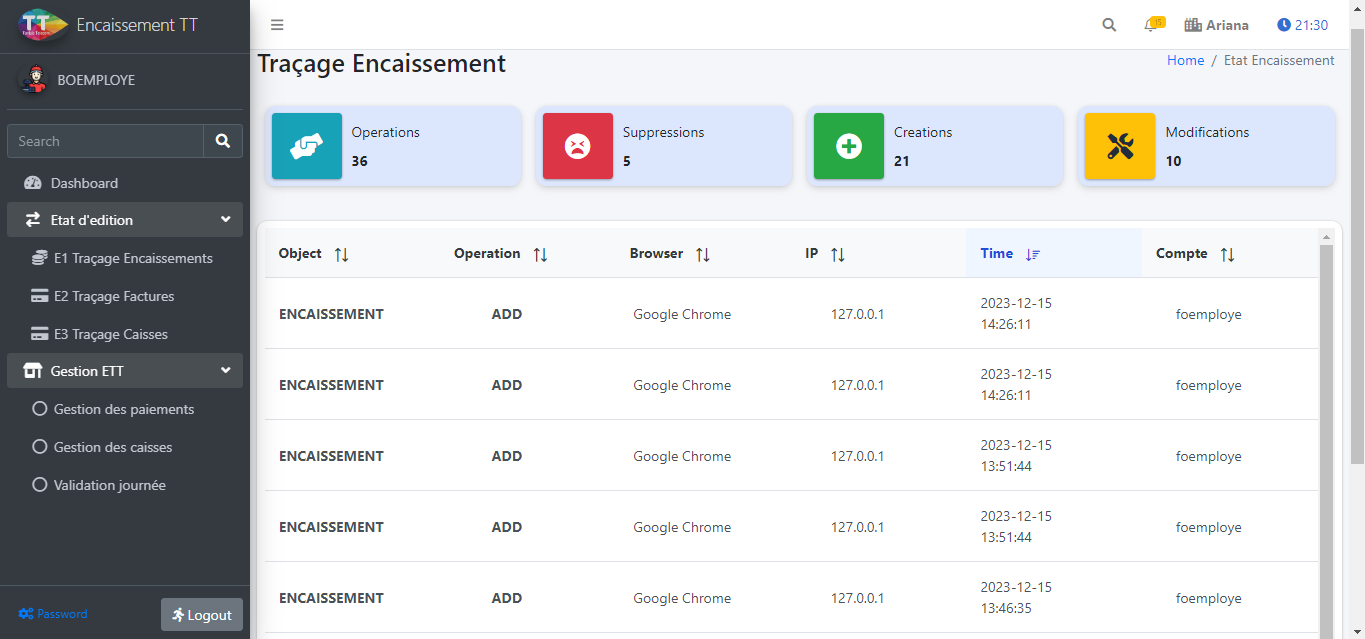 TT
Tunisie Telecom
Encaissement TT
15
Ariana
21:30
BOEMPLOYE
Search
Dashboard
Etat d'edition
E1 Traçage Encaissements
E2 Traçage Factures
E3 Traçage Caisses
Gestion ETT
Gestion des paiements
Gestion des caisses
Validation journée
Password
Logout
Traçage Encaissement
Home / Etat Encaissement
Operations
36
Suppressions
5
Creations
21
Modifications
10
Object Operation Browser IP Time Compte
ENCAISSEMENT ADD Google Chrome 127.0.0.1 2023-12-15 14:26:11 foemploye
ENCAISSEMENT ADD Google Chrome 127.0.0.1 2023-12-15 14:26:11 foemploye
ENCAISSEMENT ADD Google Chrome 127.0.0.1 2023-12-15 13:51:44 foemploye
ENCAISSEMENT ADD Google Chrome 127.0.0.1 2023-12-15 13:51:44 foemploye
ENCAISSEMENT ADD Google Chrome 127.0.0.1 2023-12-15 13:46:35 foemploye